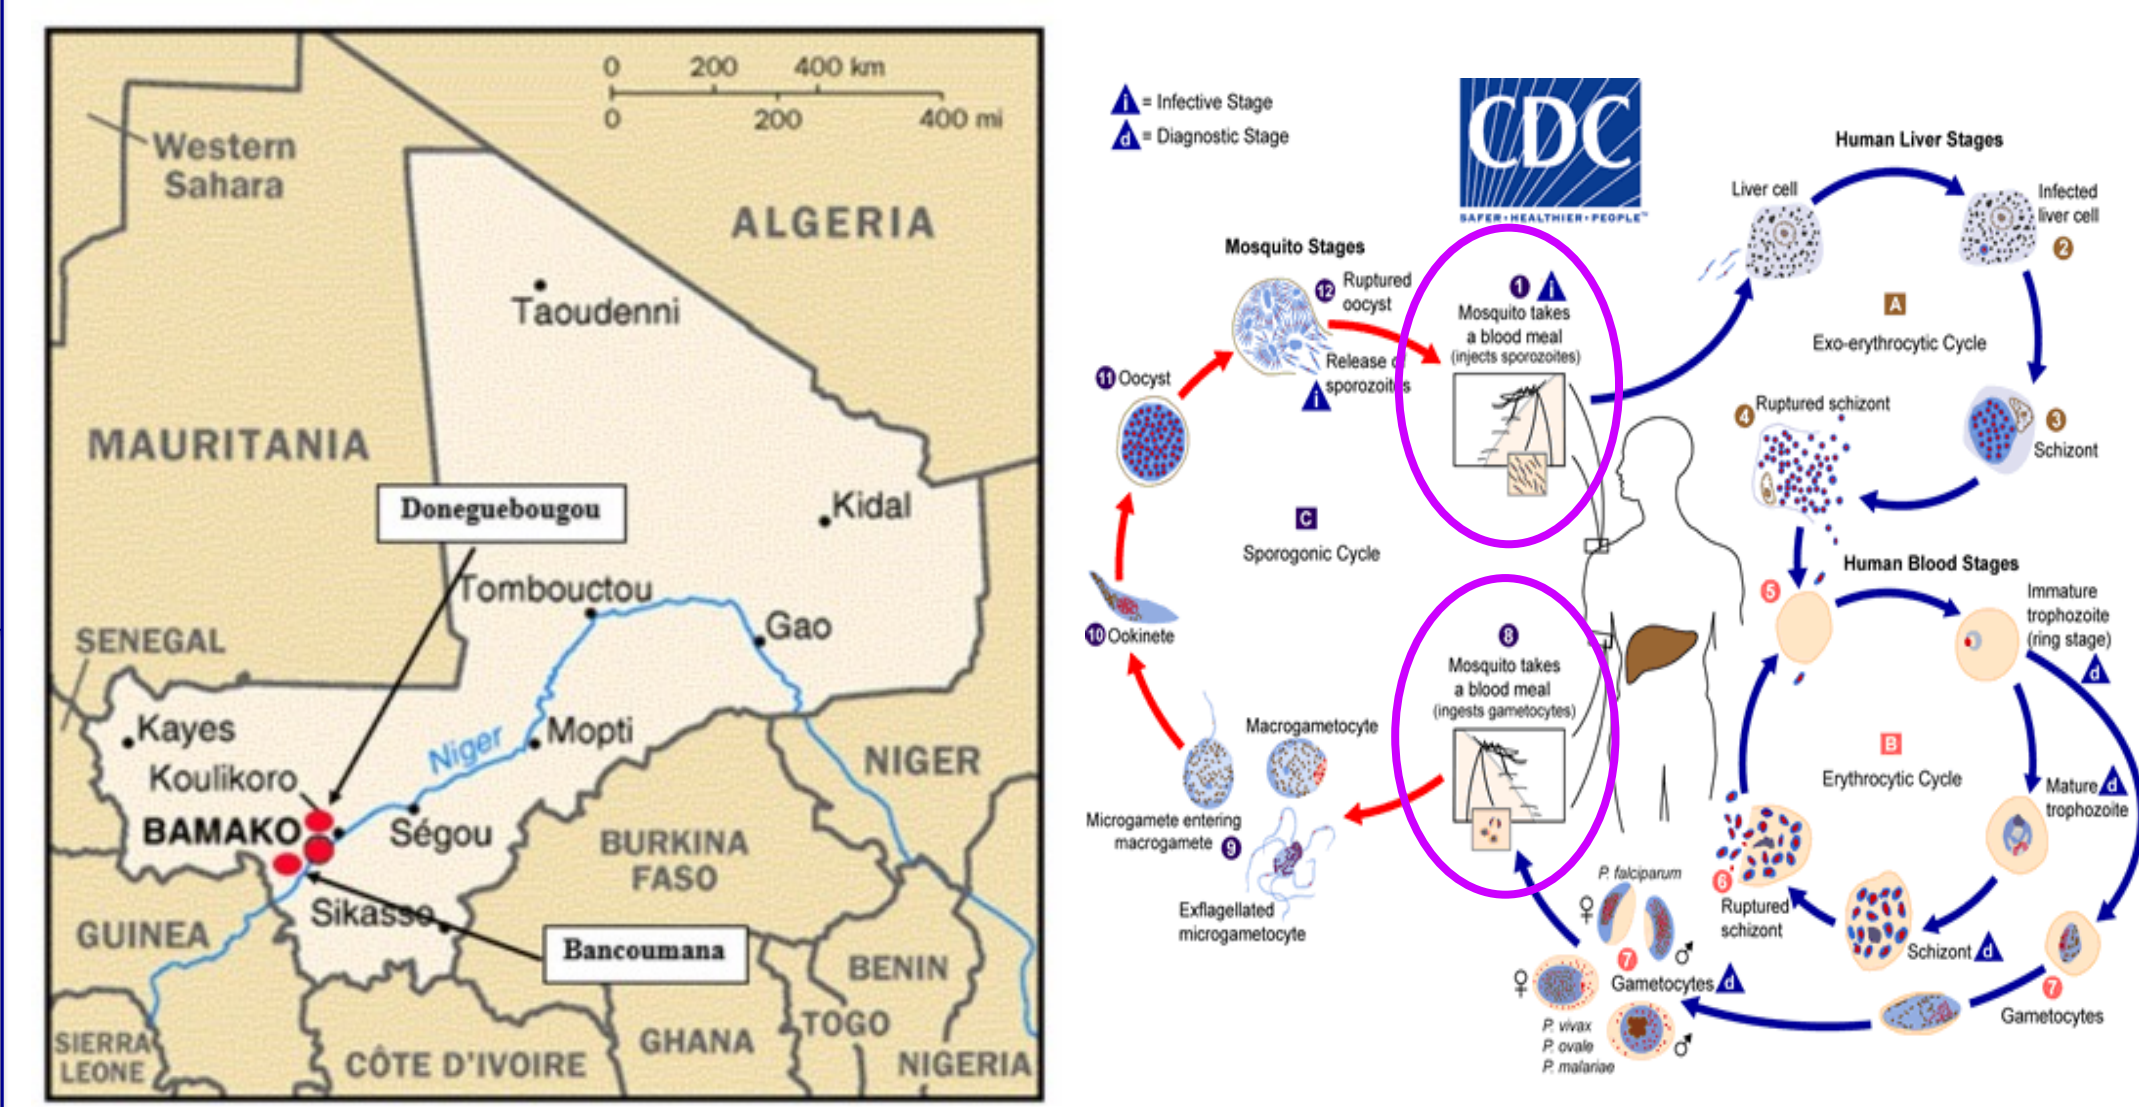 0 200 400 km
0 200 400 mi
Western
Sahara
ALGERIA
Taoudenni
MAURITANIA
Doneguebougou
Kidal
Tombouctou
Gao
SENEGAL
Kayes
Niger
Mopti
Koulikoro
NIGER
BAMAKO
Ségou
BURKINA
FASO
GUINEA
Sikasso
Bancoumana
BENIN
SIERRA
LEONE
CÔTE D'IVOIRE
GHANA
TOGO
NIGERIA
i = Infective Stage
d = Diagnostic Stage
CDC
SAFER•HEALTHIER•PEOPLE™
Mosquito Stages
12 Ruptured
oocyst
Release of
sporozoites
i
11 Oocyst
C
Sporogonic Cycle
10 Ookinete
Macrogametocyte
Microgamete entering
macrogamete 9
Exflagellated
microgametocyte
1 i
Mosquito takes
a blood meal
(injects sporozoites)
8
Mosquito takes
a blood meal
(ingests gametocytes)
Human Liver Stages
Liver cell
Infected
liver cell
2
A
Exo-erythrocytic Cycle
4 Ruptured schizont
3
Schizont
Human Blood Stages
5
Immature
trophozoite
(ring stage)
d
B
Erythrocytic Cycle
Mature d
trophozoite
6
Ruptured
schizont
Schizont d
7
Gametocytes
P. falciparum
♀
♂
7
Gametocytes d
♀
P. vivax
P. ovale
P. malariae
♂